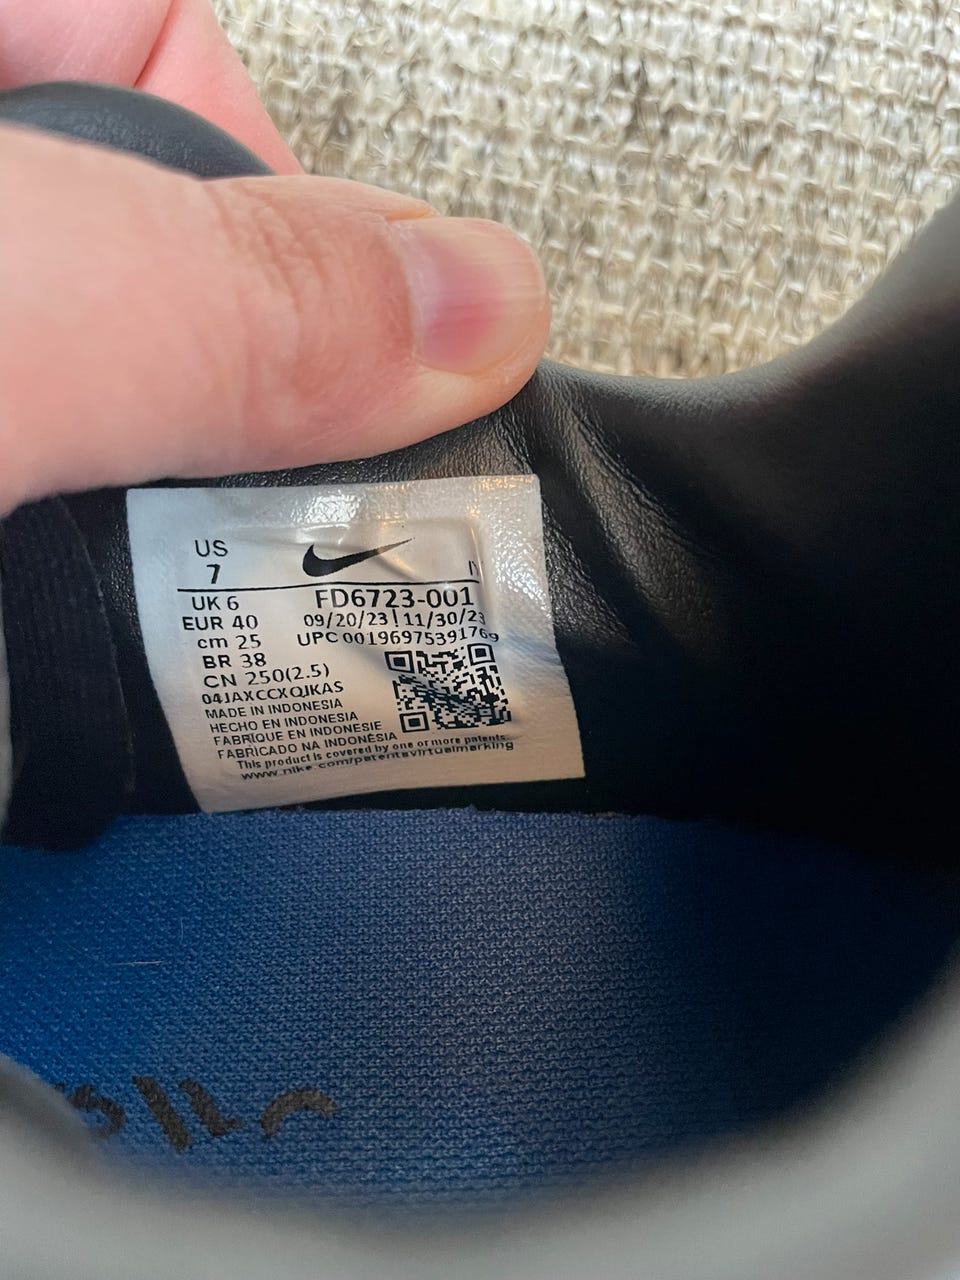 US
7
UK 6
EUR 40
cm 25
BR 38
CN 250(2.5)
FD6723-001
09/20/23|11/30/23
UPC 00196975391769
04JAXCCXQJKAS
MADE IN INDONESIA
HECHO EN INDONESIA
FABRIQUE EN INDONESIE
FABRICADO NA INDONÉSIA
This product is covered by one or more patents.
www.nike.com/patentsvirtualmarking